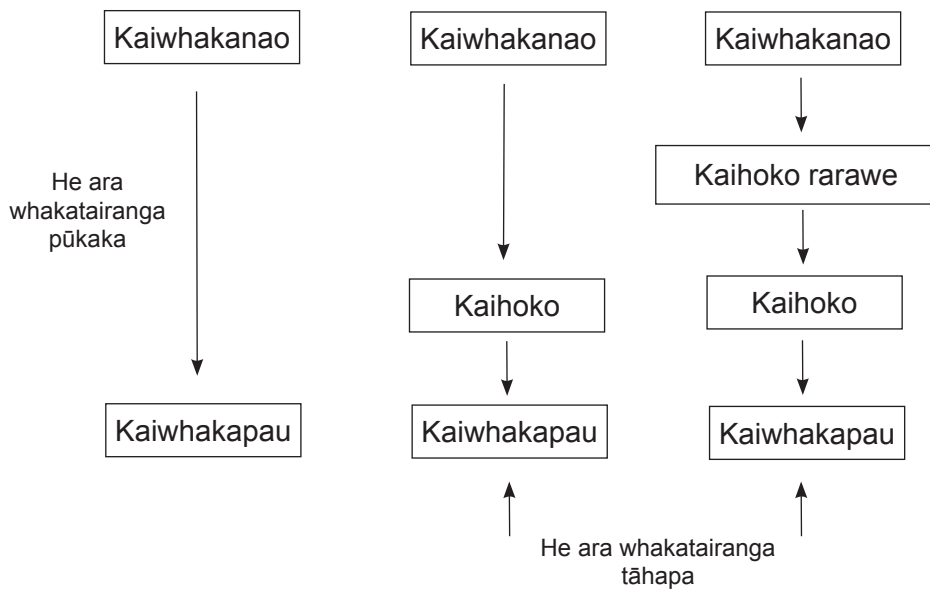 Kaiwhakanao
Kaiwhakanao
Kaiwhakanao
Kaihoko rarawe
He ara
whakatairanga
pūkaka
Kaihoko
Kaihoko
Kaiwhakapau
Kaiwhakapau
Kaiwhakapau
He ara whakatairanga
tāhapa